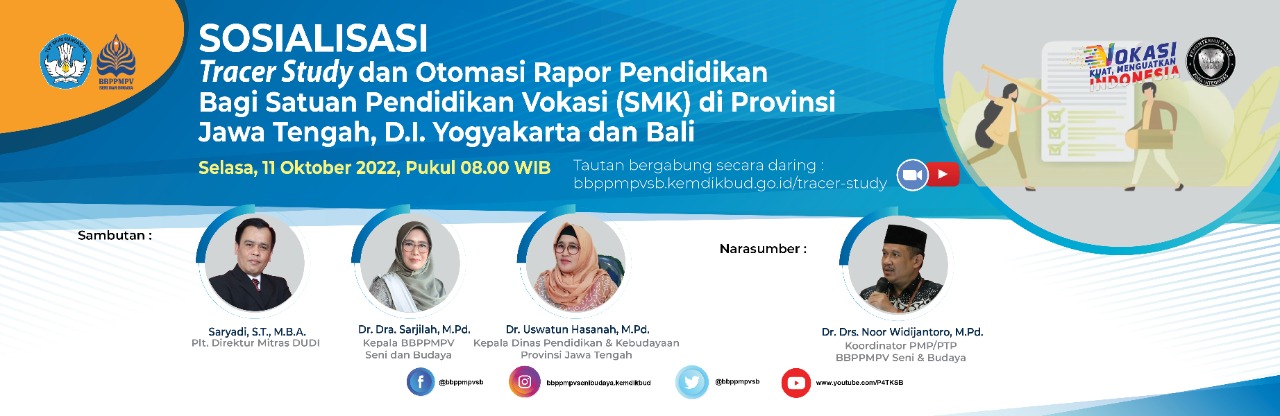 BBPPMPV
SENI DAN BUDAYA
SOSIALISASI
Tracer Study dan Otomasi Rapor Pendidikan
Bagi Satuan Pendidikan Vokasi (SMK) di Provinsi
Jawa Tengah, D.I. Yogyakarta dan Bali
Selasa, 11 Oktober 2022, Pukul 08.00 WIB
Tautan bergabung secara daring :
bbppmpvsb.kemdikbud.go.id/tracer-study
VOKASI
KUAT, MENGUATKAN
INDONESIA
Sambutan :
Saryadi, S.T., M.B.A.
Plt. Direktur Mitras DUDI
Dr. Dra. Sarjilah, M.Pd.
Kepala BBPPMPV
Seni dan Budaya
Dr. Uswatun Hasanah, M.Pd.
Kepala Dinas Pendidikan & Kebudayaan
Provinsi Jawa Tengah
Narasumber :
Dr. Drs. Noor Widijantoro, M.Pd.
Koordinator PMP/PTP
BBPPMPV Seni & Budaya
@bbppmpvsb
bbppmpvsenibudaya.kemdikbud
@bbppmpvsb
www.youtube.com/P4TKSB